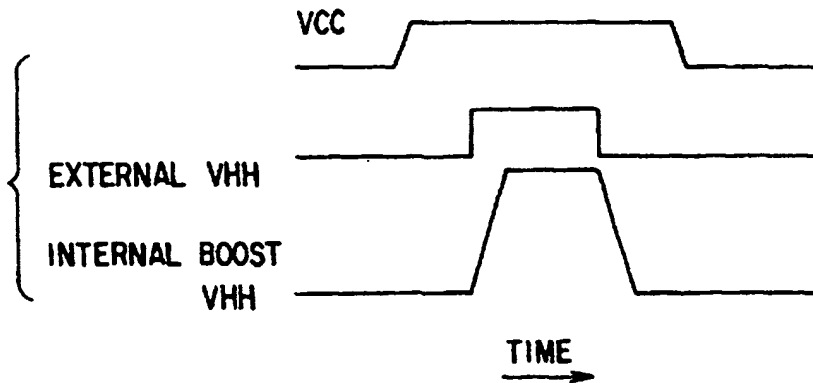 VCC
EXTERNAL VHH
INTERNAL BOOST
VHH
TIME